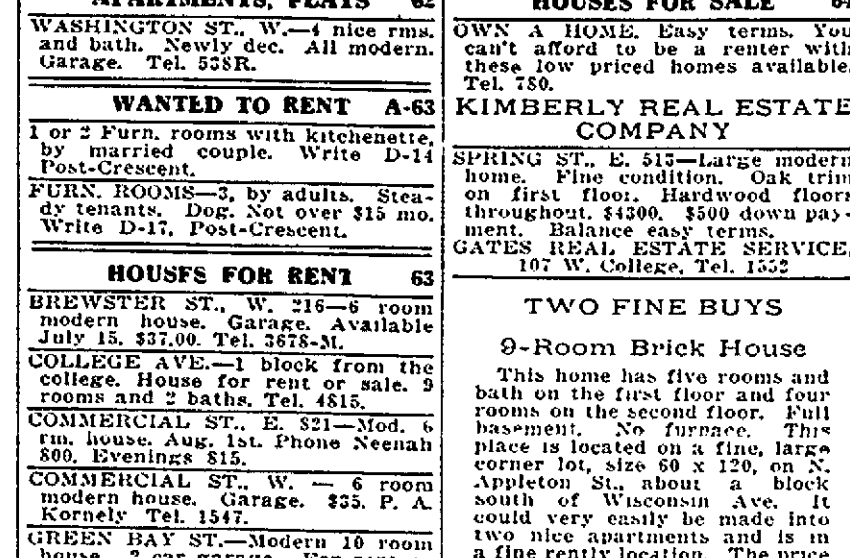 APARTMENTS, FLATS 62
WASHINGTON ST., W.—4 nice rms.
and bath. Newly dec. All modern.
Garage. Tel. 538R.
WANTED TO RENT A-63
1 or 2 Furn. rooms with kitchenette,
by married couple. Write D-14
Post-Crescent.
FURN. ROOMS—3, by adults. Stea-
dy tenants. Dog. Not over $15 mo.
Write D-17, Post-Crescent.
HOUSES FOR RENT 63
BREWSTER ST., W. 216—6 room
modern house. Garage. Available
July 15. $37.00. Tel. 3678-M.
COLLEGE AVE.—1 block from the
college. House for rent or sale. 9
rooms and 2 baths. Tel. 4815.
COMMERCIAL ST., E. 821—Mod. 6
rm. house. Aug. 1st. Phone Neenah
800. Evenings 815.
COMMERCIAL ST., W. — 6 room
modern house. Garage. $35. P. A.
Kornely Tel. 1547.
GREEN BAY ST.—Modern 10 room
house. 2 car garage.
HOUSES FOR SALE 64
OWN A HOME. Easy terms. You
can't afford to be a renter with
these low priced homes available.
Tel. 780.
KIMBERLY REAL ESTATE
COMPANY
SPRING ST., E. 515—Large modern
home. Fine condition. Oak trim
on first floor. Hardwood floors
throughout. $4300. $500 down pay-
ment. Balance easy terms.
GATES REAL ESTATE SERVICE,
107 W. College, Tel. 1552
TWO FINE BUYS
9-Room Brick House
This home has five rooms and
bath on the first floor and four
rooms on the second floor. Full
basement. No furnace. This
place is located on a fine, large
corner lot, size 60 x 120, on N.
Appleton St., about a block
south of Wisconsin Ave. It
could very easily be made into
two nice apartments and is in
a fine rently location. The price